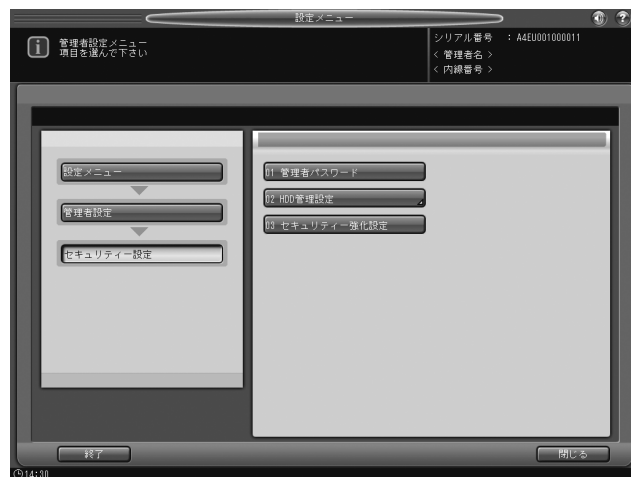 設定メニュー
管理者設定メニュー
項目を選んで下さい
シリアル番号 : A4EU001000011
< 管理者名 >
< 内線番号 >
設定メニュー
管理者設定
セキュリティー設定
01 管理者パスワード
02 HDD管理設定
03 セキュリティー強化設定
終了
閉じる
14:30